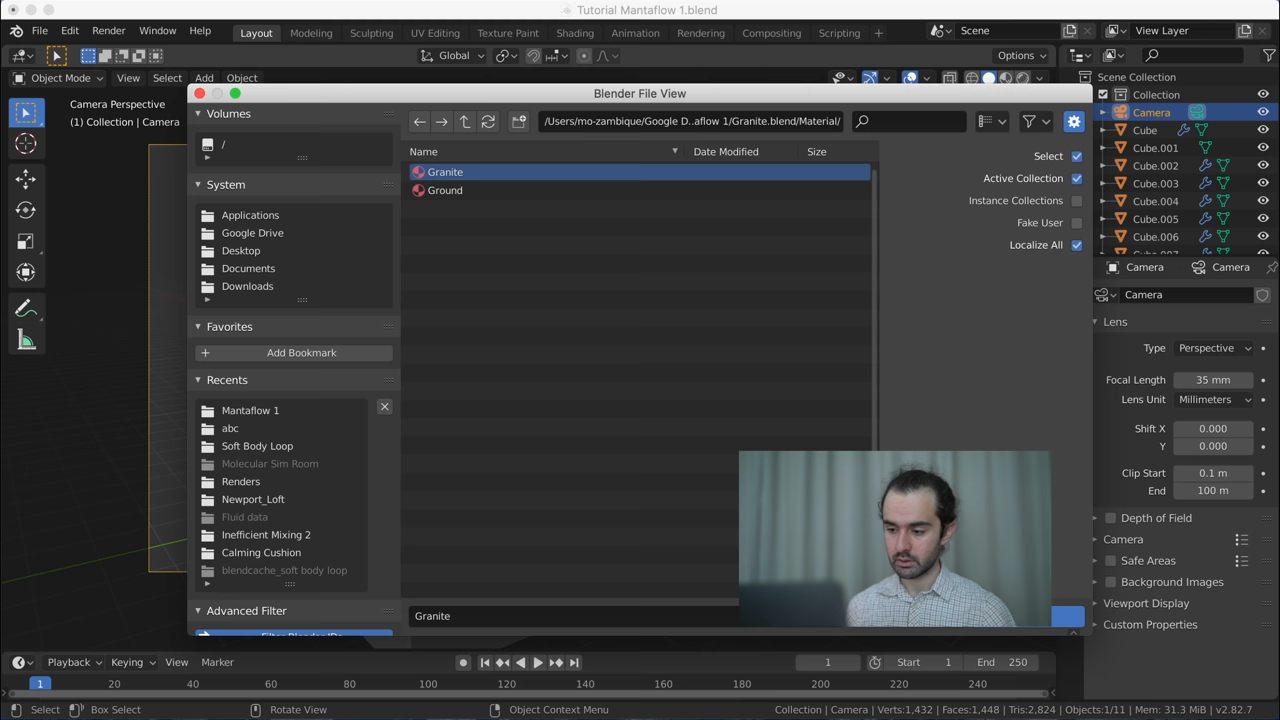 Tutorial Mantaflow 1.blend
File Edit Render Window Help Layout Modeling Sculpting UV Editing Texture Paint Shading Animation Rendering Compositing Scripting + Scene View Layer
Global Options
Object Mode View Select Add Object Scene Collection
Camera Perspective
(1) Collection | Camera
Blender File View
Volumes
/
System
Applications
Google Drive
Desktop
Documents
Downloads
Favorites
Add Bookmark
Recents
Mantaflow 1
abc
Soft Body Loop
Molecular Sim Room
Renders
Newport_Loft
Fluid data
Inefficient Mixing 2
Calming Cushion
blendcache_soft body loop
Advanced Filter
/Users/mo-zambique/Google D..aflow 1/Granite.blend/Material/
Name Date Modified Size
Granite
Ground
Select
Active Collection
Instance Collections
Fake User
Localize All
Granite
Collection
Camera
Cube
Cube.001
Cube.002
Cube.003
Cube.004
Cube.005
Cube.006
Camera Camera
Camera
Lens
Type Perspective
Focal Length 35 mm
Lens Unit Millimeters
Shift X 0.000
Y 0.000
Clip Start 0.1 m
End 100 m
Depth of Field
Camera
Safe Areas
Background Images
Viewport Display
Custom Properties
Playback Keying View Marker 1 Start 1 End 250
1 20 40 60 80 100 120 140 160 180 200 220 240
Select Box Select Rotate View Object Context Menu Collection | Camera | Verts:1,432 | Faces:1,448 | Tris:2,824 | Objects:1/11 | Mem: 31.3 MiB | v2.82.7